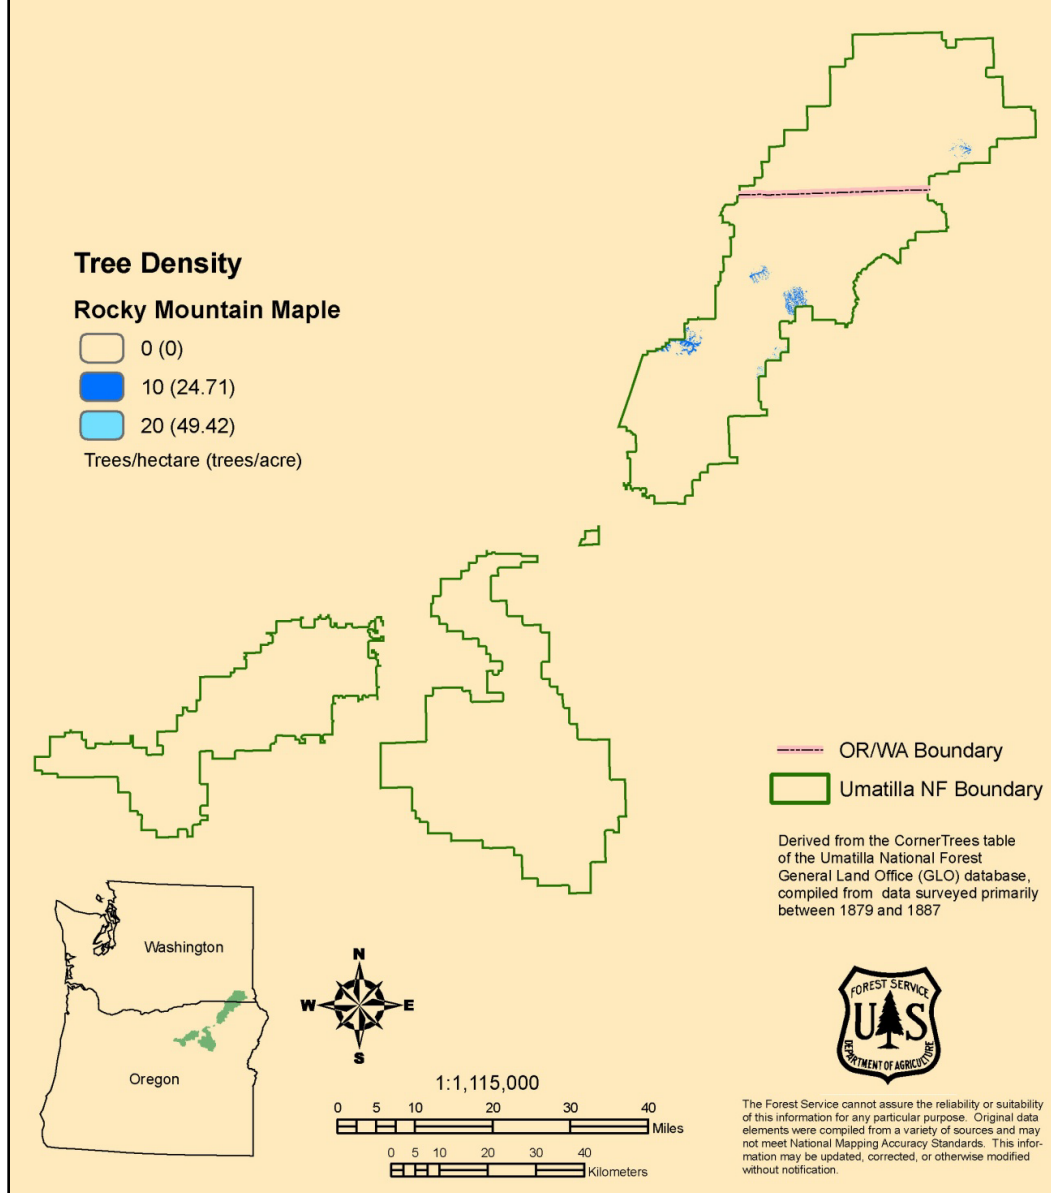 Tree Density
Rocky Mountain Maple
0 (0)
10 (24.71)
20 (49.42)
Trees/hectare (trees/acre)
OR/WA Boundary
Umatilla NF Boundary
Derived from the CornerTrees table
of the Umatilla National Forest
General Land Office (GLO) database,
compiled from data surveyed primarily
between 1879 and 1887
Washington
Oregon
N
W
E
S
1:1,115,000
0 5 10 20 30 40
Miles
0 5 10 20 30 40
Kilometers
FOREST SERVICE
U S
DEPARTMENT OF AGRICULTURE
The Forest Service cannot assure the reliability or suitability
of this information for any particular purpose. Original data
elements were compiled from a variety of sources and may
not meet National Mapping Accuracy Standards. This infor-
mation may be updated, corrected, or otherwise modified
without notification.